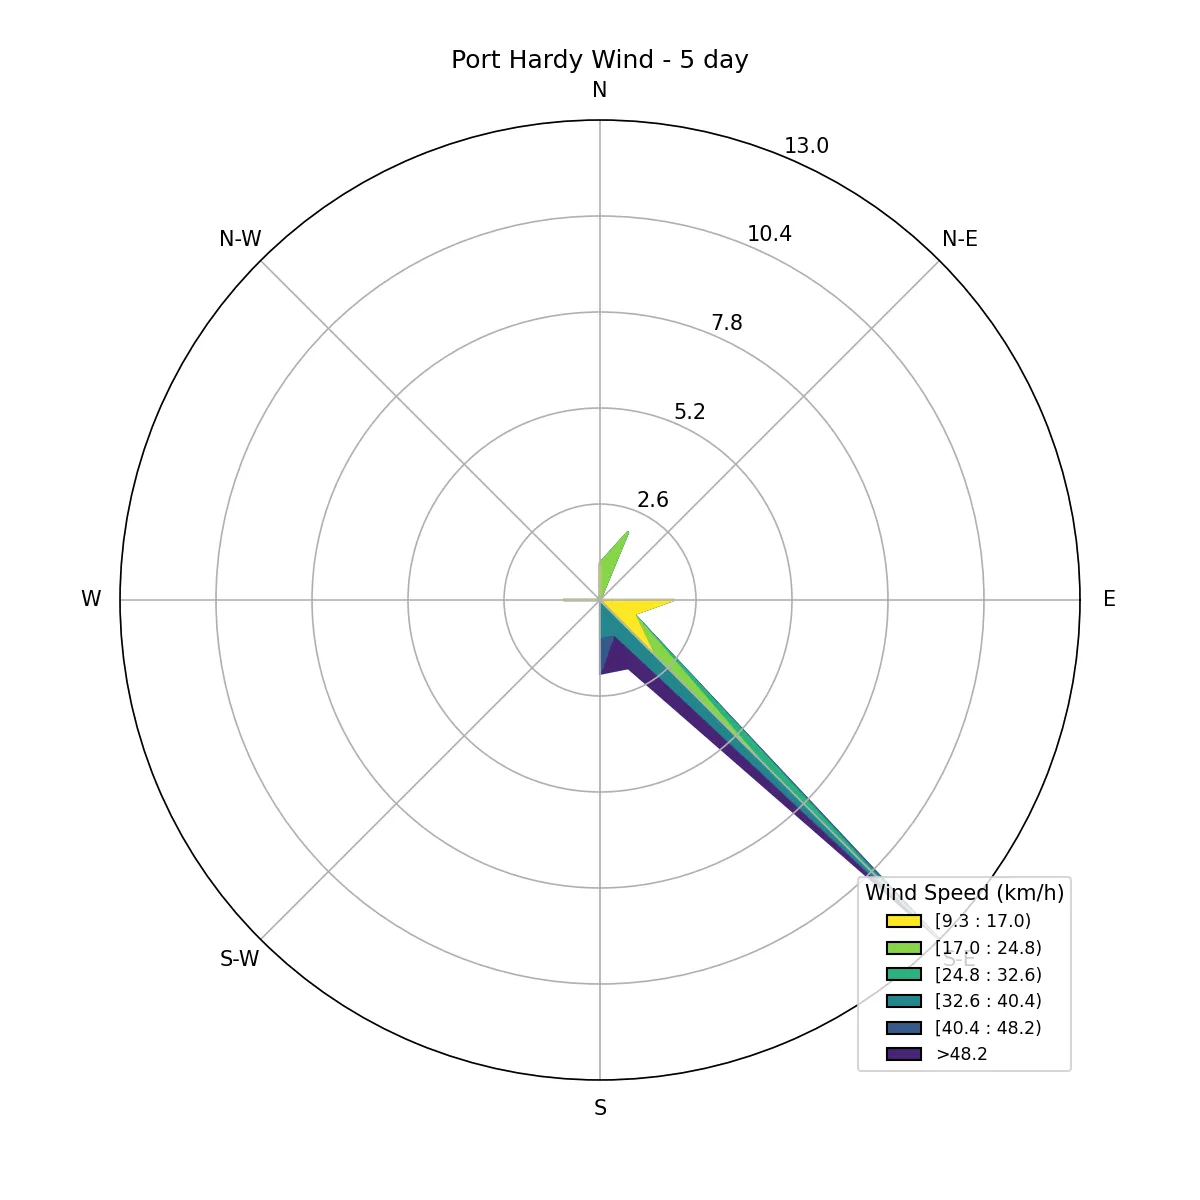 Port Hardy Wind - 5 day
N
13.0
N-W
10.4
N-E
7.8
5.2
2.6
W
E
Wind Speed (km/h)
[9.3 : 17.0)
[17.0 : 24.8)
S-W
S-E
[24.8 : 32.6)
[32.6 : 40.4)
[40.4 : 48.2)
>48.2
S